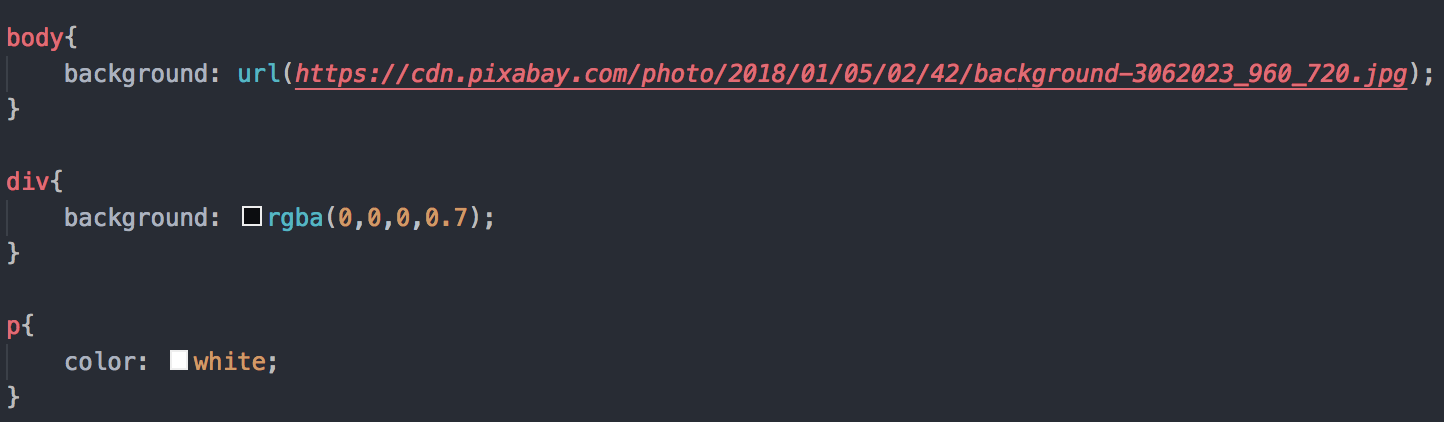 body{
    background: url(https://cdn.pixabay.com/photo/2018/01/05/02/42/background-3062023_960_720.jpg);
}

div{
    background: rgba(0,0,0,0.7);
}

p{
    color: white;
}